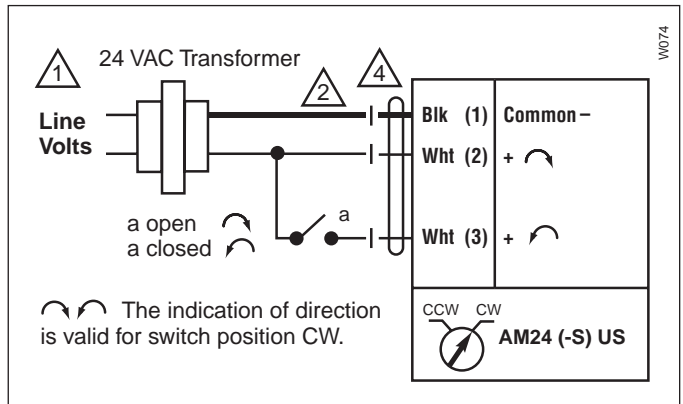 W074
1
24 VAC Transformer
2
4
Line
Volts
Blk (1) Common –
Wht (2) +
a open
a closed
a
Wht (3) +
The indication of direction
is valid for switch position CW.
CCW CW
AM24 (-S) US